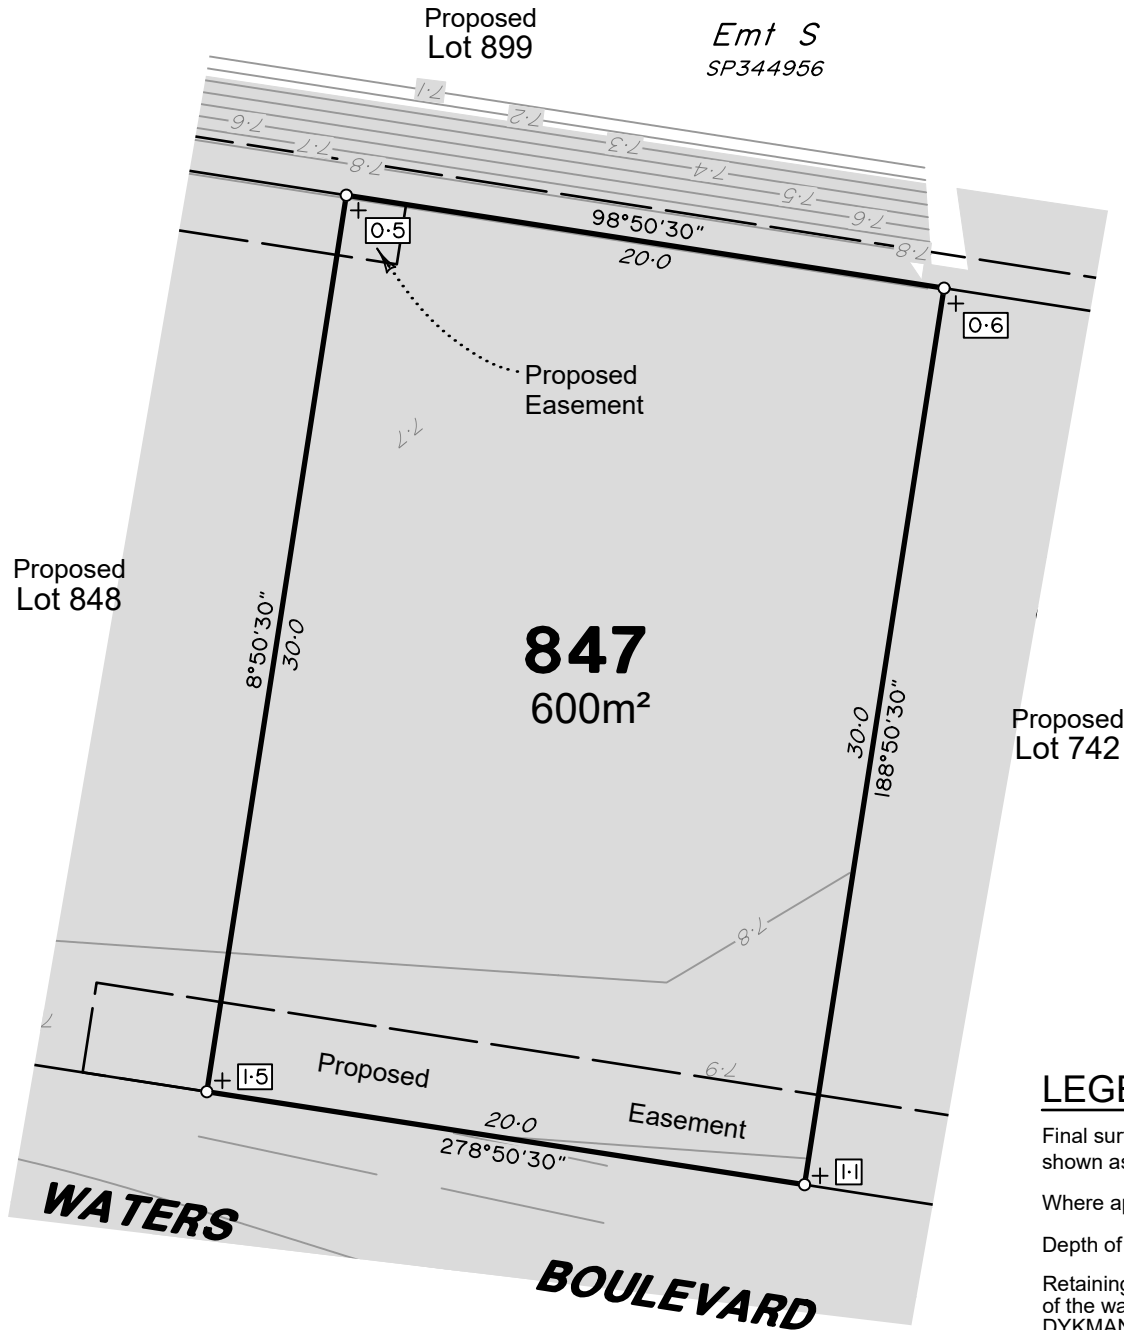 Proposed
Lot 899
Emt S
SP344956
7·1
7·2
7·3
7·4
7·5
7·6
7·8
7·6
7·7
7·8
0·5
98°50'30"
20·0
0·6
Proposed
Easement
7·7
Proposed
Lot 848
8°50'30"
30·0
847
600m²
30·0
188°50'30"
Proposed
Lot 742
7·8
7·9
1·5
Proposed
Easement
20·0
278°50'30"
1·1
WATERS
BOULEVARD
LEGE
Final sur
shown as
Where ap
Depth of
Retaining
of the wa
DYKMAN